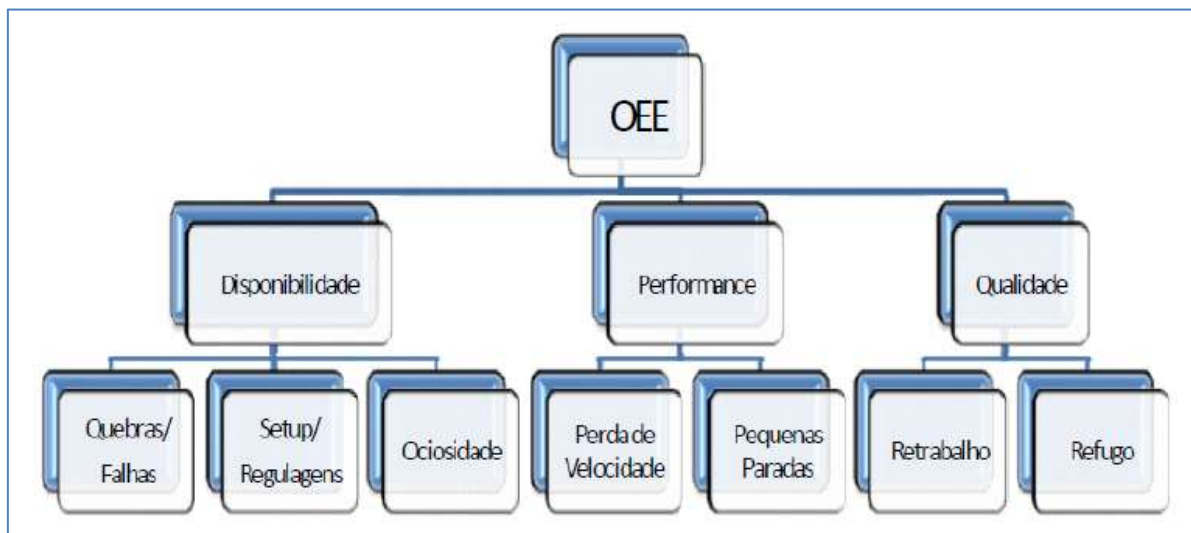 OEE
Disponibilidade
Performance
Qualidade
Quebras/
Falhas
Setup/
Regulagens
Ociosidade
Perda de
Velocidade
Pequenas
Paradas
Retrabalho
Refugo